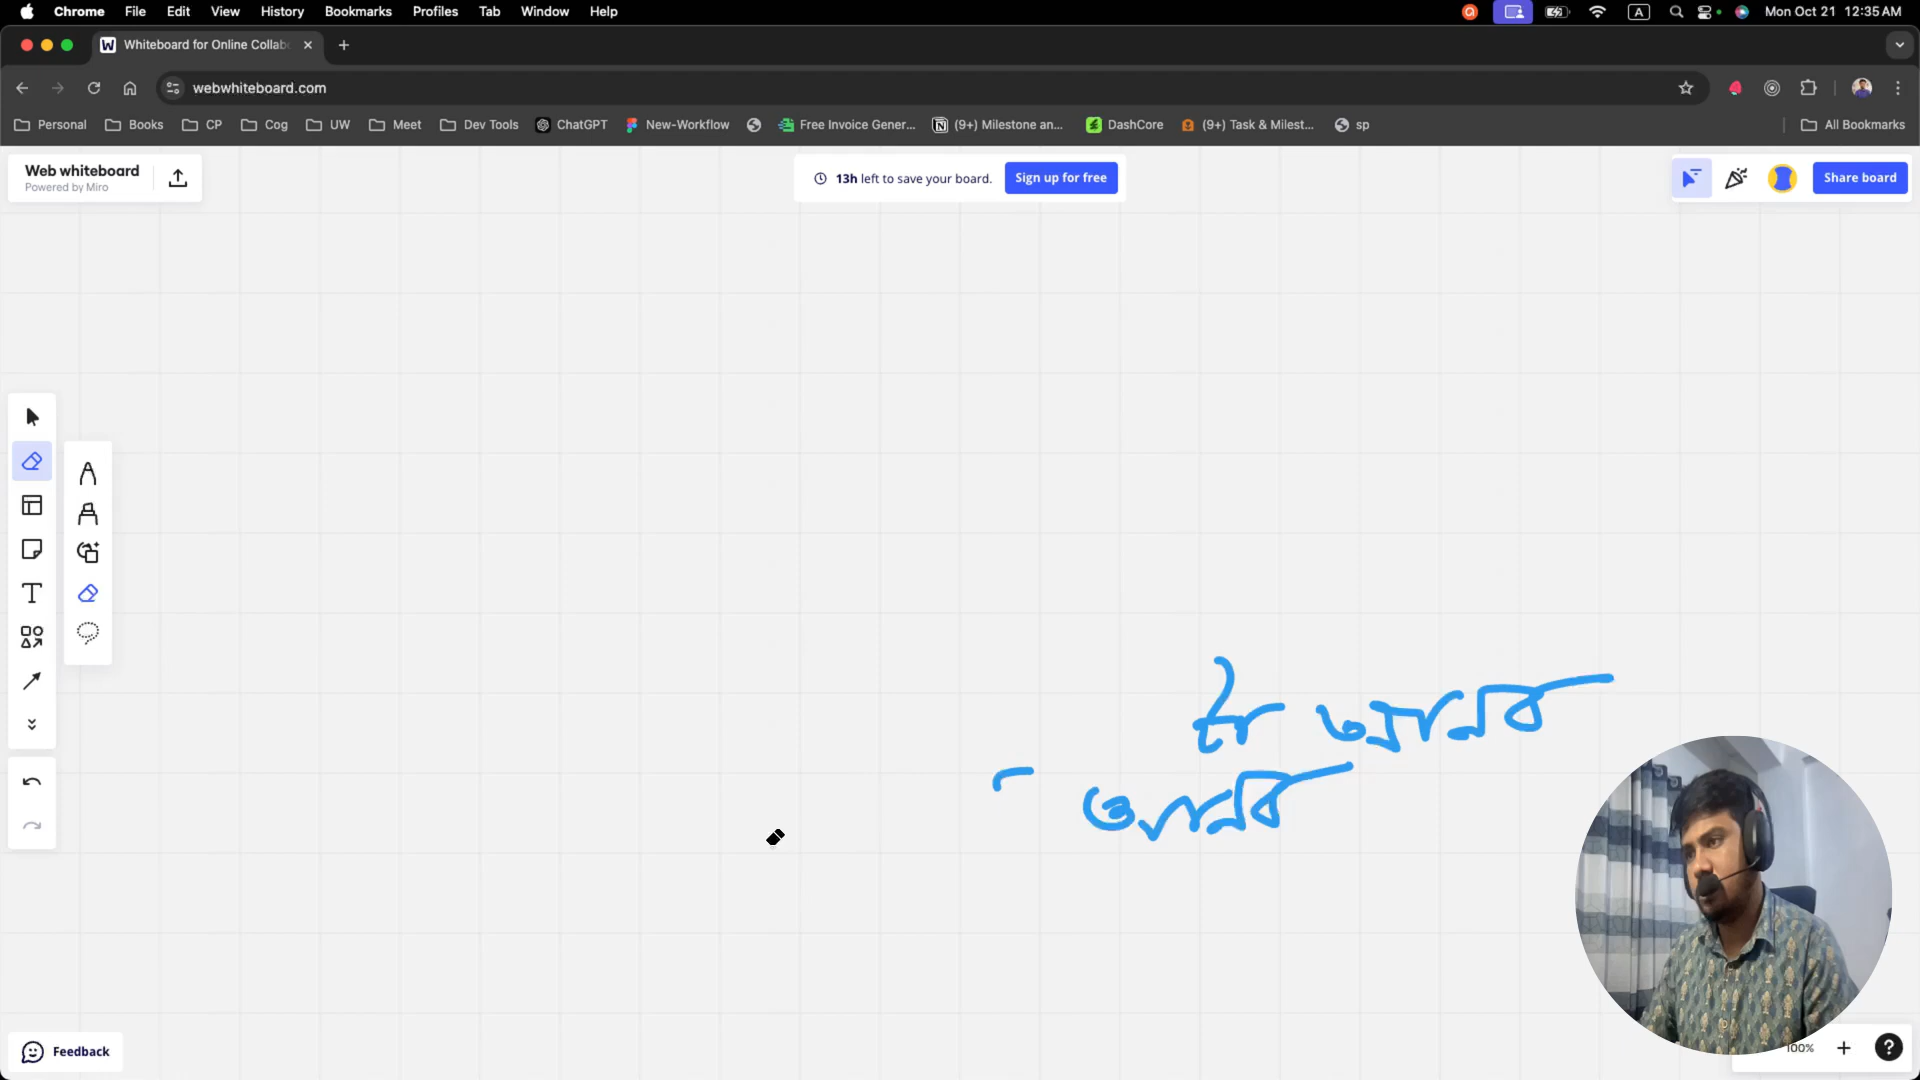 Chrome File Edit View History Bookmarks Profiles Tab Window Help
A Mon Oct 21 12:35 AM
Whiteboard for Online Collab
webwhiteboard.com
Personal Books CP Cog UW Meet Dev Tools ChatGPT New-Workflow Free Invoice Gener... (9+) Milestone an... DashCore (9+) Task & Milest... sp All Bookmarks
Web whiteboard
Powered by Miro
13h left to save your board. Sign up for free
Share board
Feedback
100%